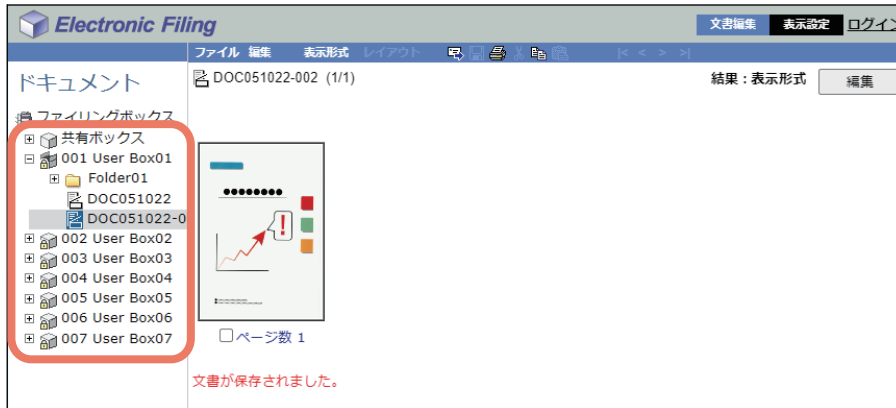 Electronic Filing
文書編集 表示設定 ログイン
ファイル 編集 表示形式 レイアウト |< < > >|
ドキュメント
DOC051022-002 (1/1)
結果：表示形式 編集
ファイリングボックス
共有ボックス
001 User Box01
Folder01
DOC051022
DOC051022-0
002 User Box02
003 User Box03
004 User Box04
005 User Box05
006 User Box06
007 User Box07
!
ページ数 1
文書が保存されました。